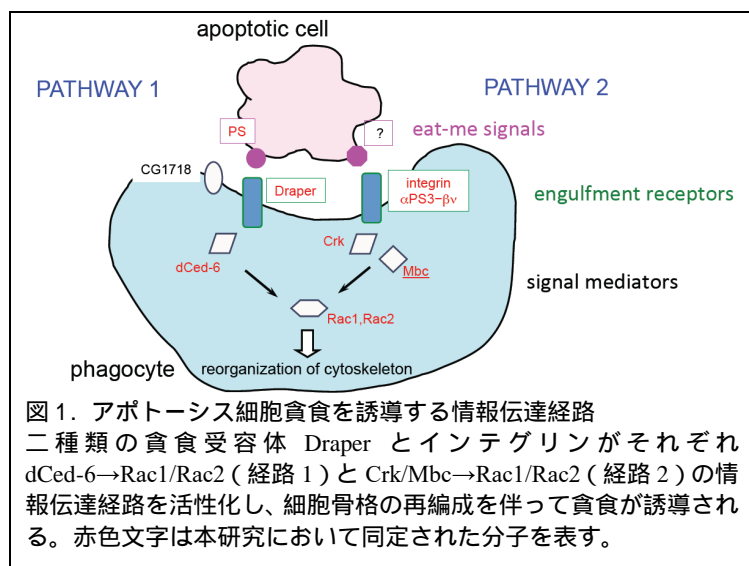 apoptotic cell
PATHWAY 1
PATHWAY 2
PS
?
eat-me signals
CG1718
Draper
integrin
αPS3-βν
engulfment receptors
Crk
dCed-6
Mbc
signal mediators
Rac1,Rac2
phagocyte
reorganization of cytoskeleton
図1. アポトーシス細胞貪食を誘導する情報伝達経路
二種類の貪食受容体 Draper とインテグリンがそれぞれ
dCed-6→Rac1/Rac2(経路1)と Crk/Mbc→Rac1/Rac2(経路2)の情
報伝達経路を活性化し、細胞骨格の再編成を伴って貪食が誘導され
る。赤色文字は本研究において同定された分子を表す。